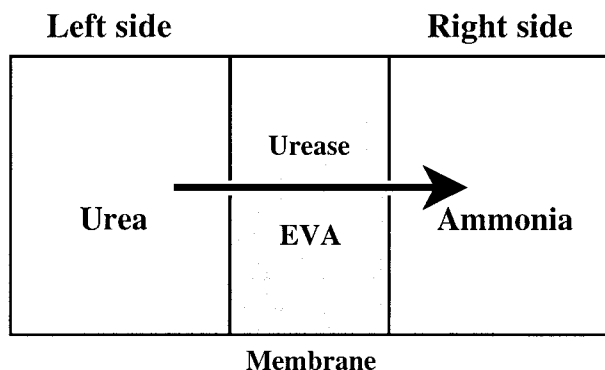 Left side
Right side
Urease
Urea
EVA
Ammonia
Membrane